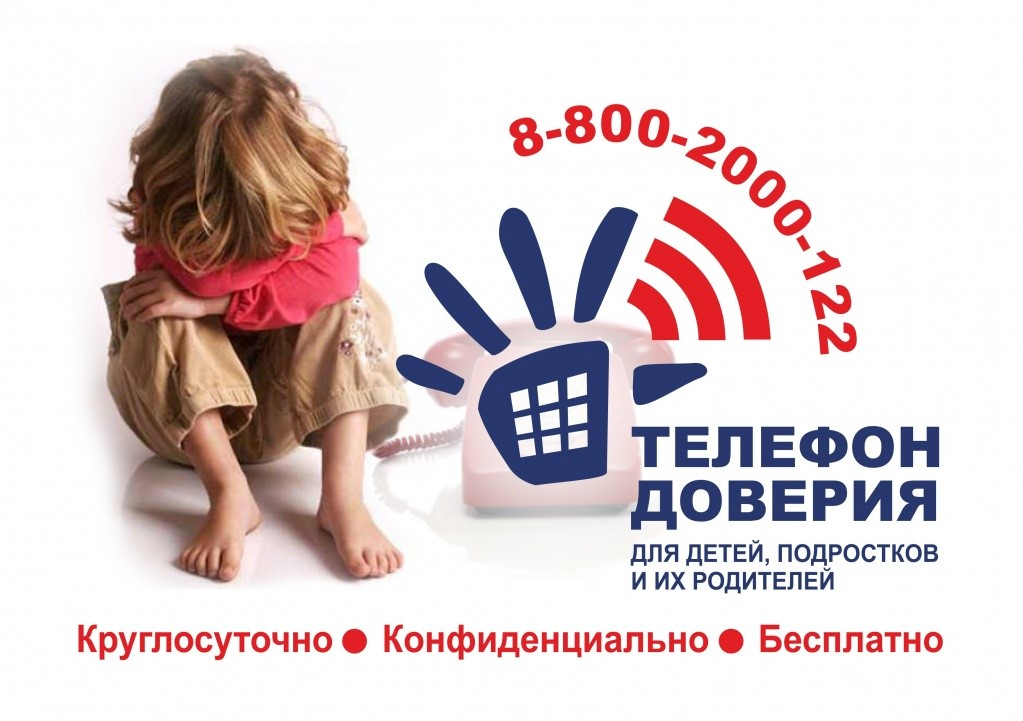 8-800-2000-122
ТЕЛЕФОН
ДОВЕРИЯ
ДЛЯ ДЕТЕЙ, ПОДРОСТКОВ
И ИХ РОДИТЕЛЕЙ
Круглосуточно ● Конфиденциально ● Бесплатно